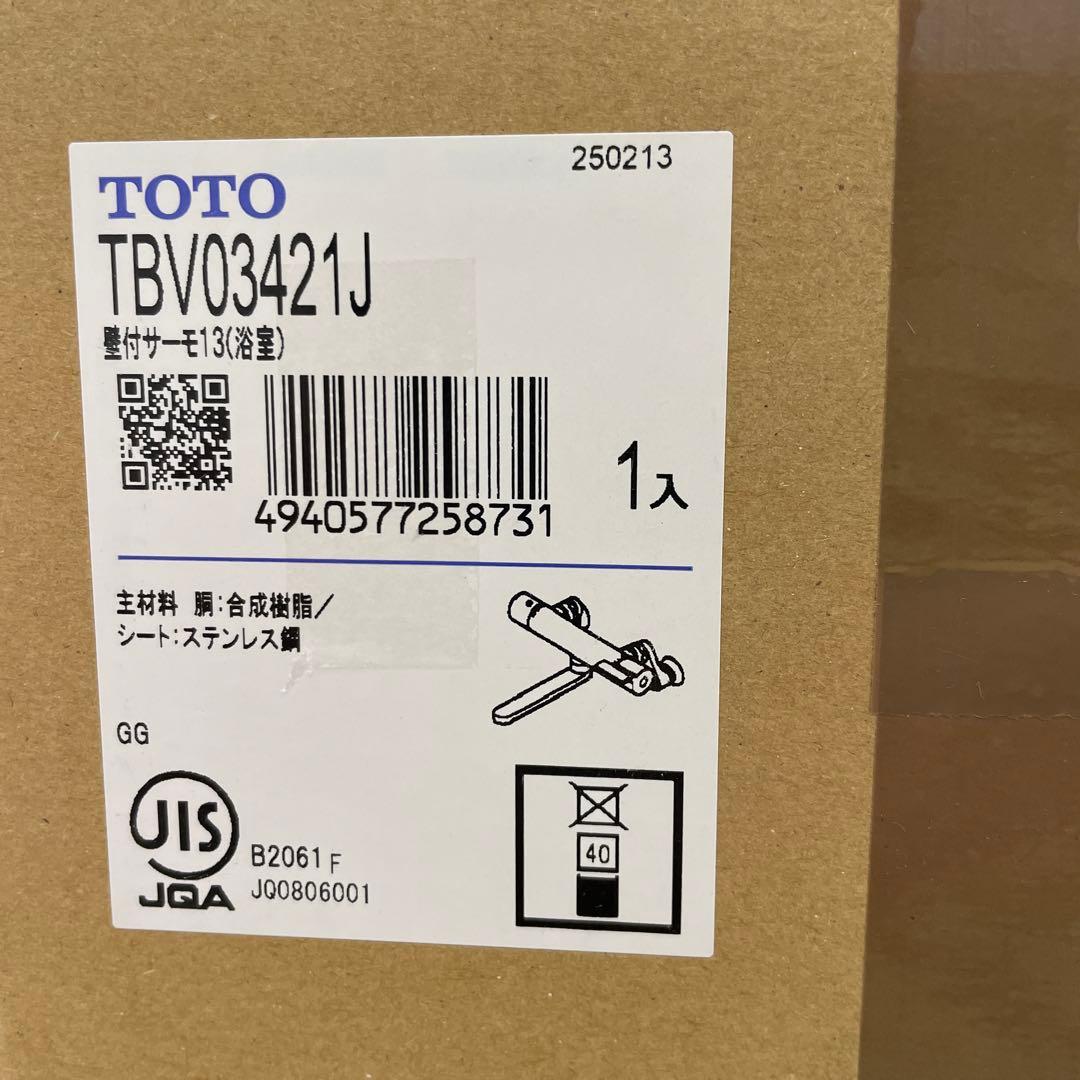 250213
TOTO
TBV03421J
壁付サーモ13(浴室)
4940577258731
1入
主材料 胴:合成樹脂/
シート:ステンレス鋼
GG
JIS
JQA
B2061 F
JQ0806001
40